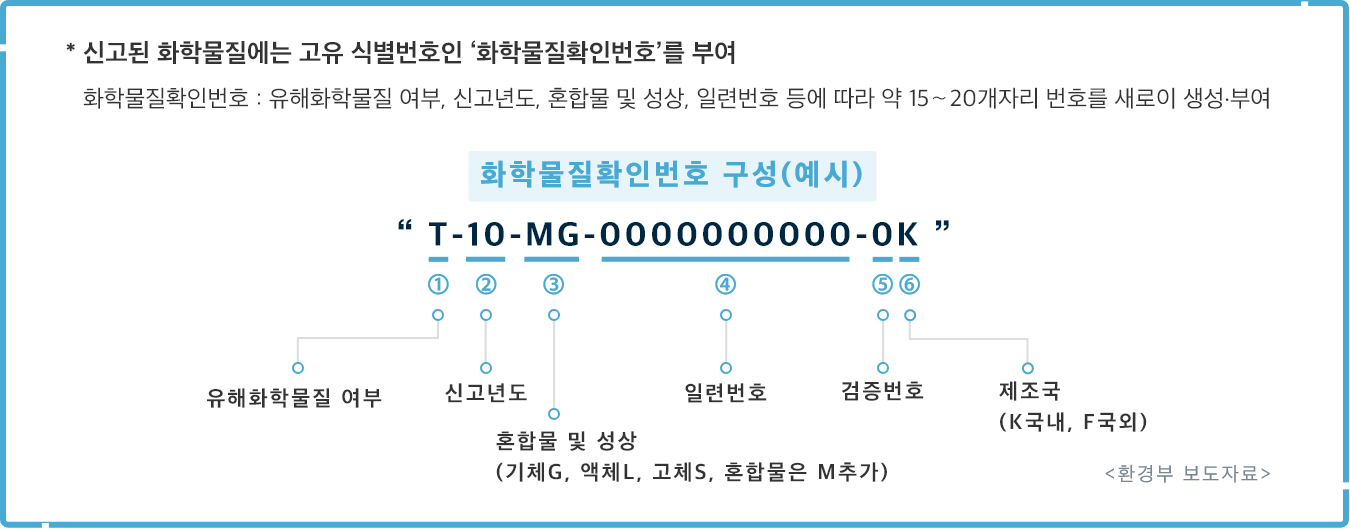 * 신고된 화학물질에는 고유 식별번호인 ‘화학물질확인번호’를 부여
화학물질확인번호 : 유해화학물질 여부, 신고년도, 혼합물 및 성상, 일련번호 등에 따라 약 15~20개자리 번호를 새로이 생성·부여
화학물질확인번호 구성(예시)
“ T-10-MG-0000000000-0K ”
① ② ③ ④ ⑤ ⑥
유해화학물질 여부
신고년도
혼합물 및 성상
(기체G, 액체L, 고체S, 혼합물은 M추가)
일련번호
검증번호
제조국
(K국내, F국외)
<환경부 보도자료>